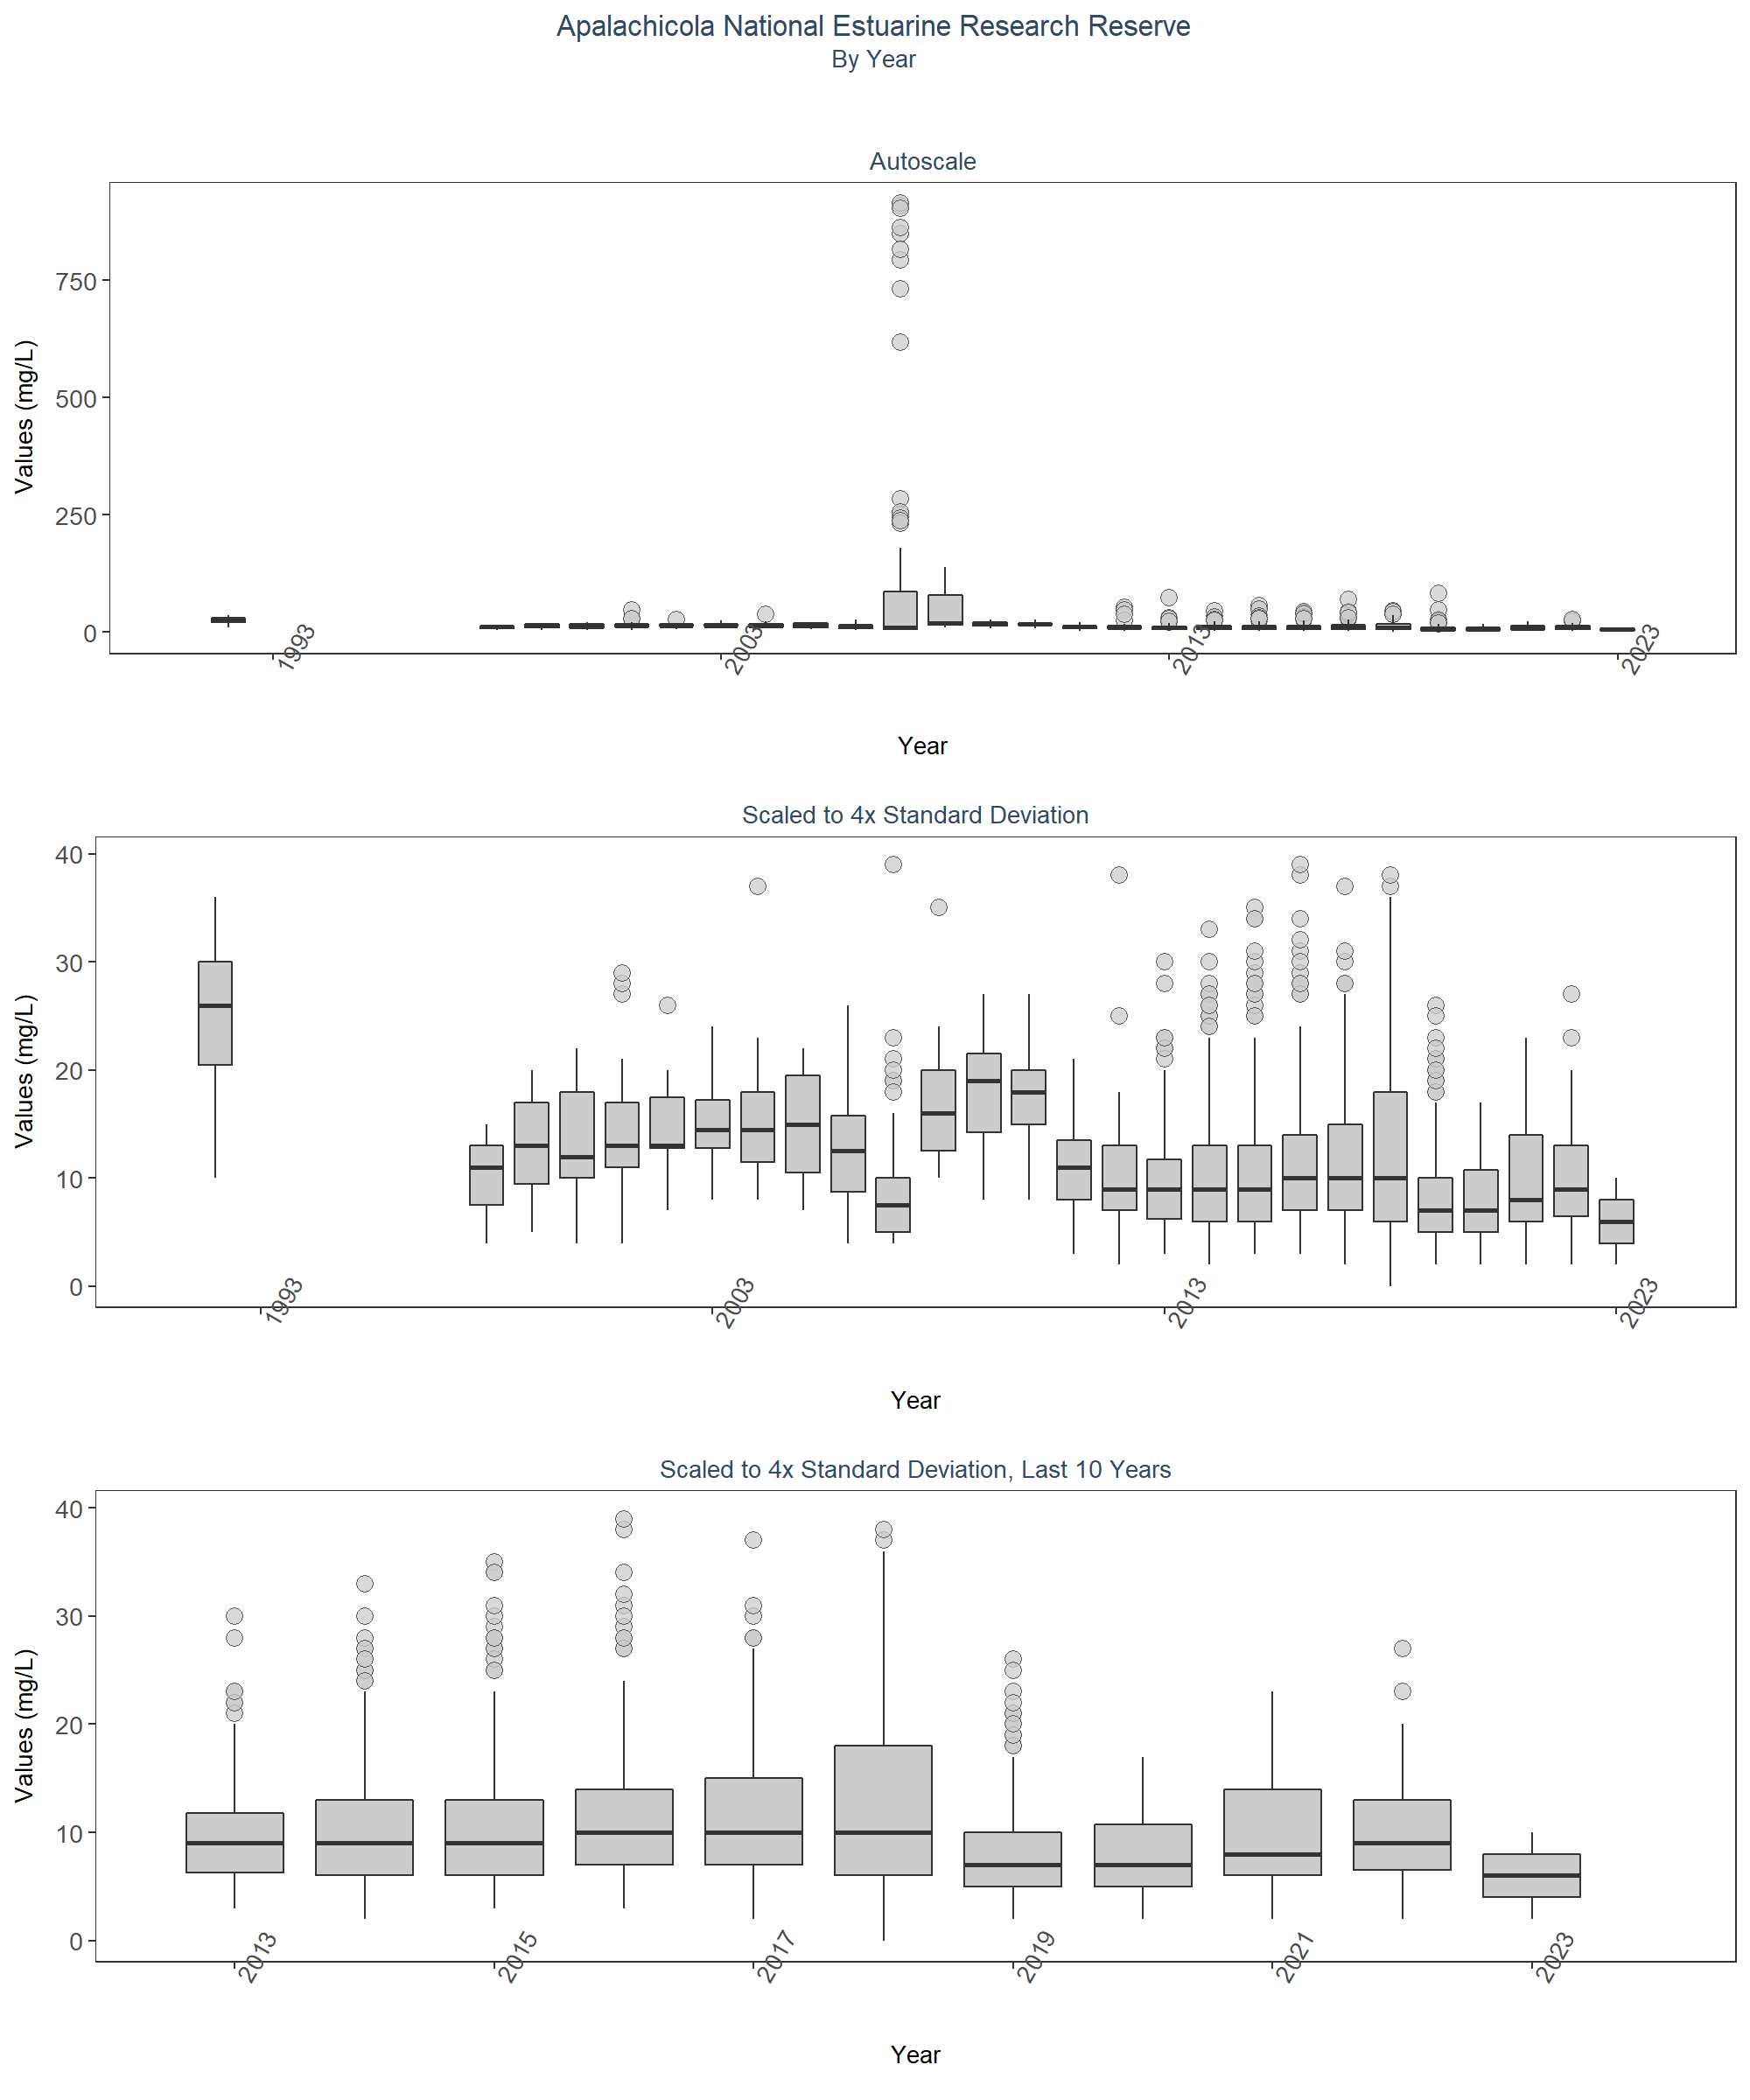 Apalachicola National Estuarine Research Reserve
By Year
Autoscale
Values (mg/L)
750
500
250
0
1993
2003
2013
2023
Year
Scaled to 4x Standard Deviation
Values (mg/L)
40
30
20
10
0
1993
2003
2013
2023
Year
Scaled to 4x Standard Deviation, Last 10 Years
Values (mg/L)
40
30
20
10
0
2013
2015
2017
2019
2021
2023
Year